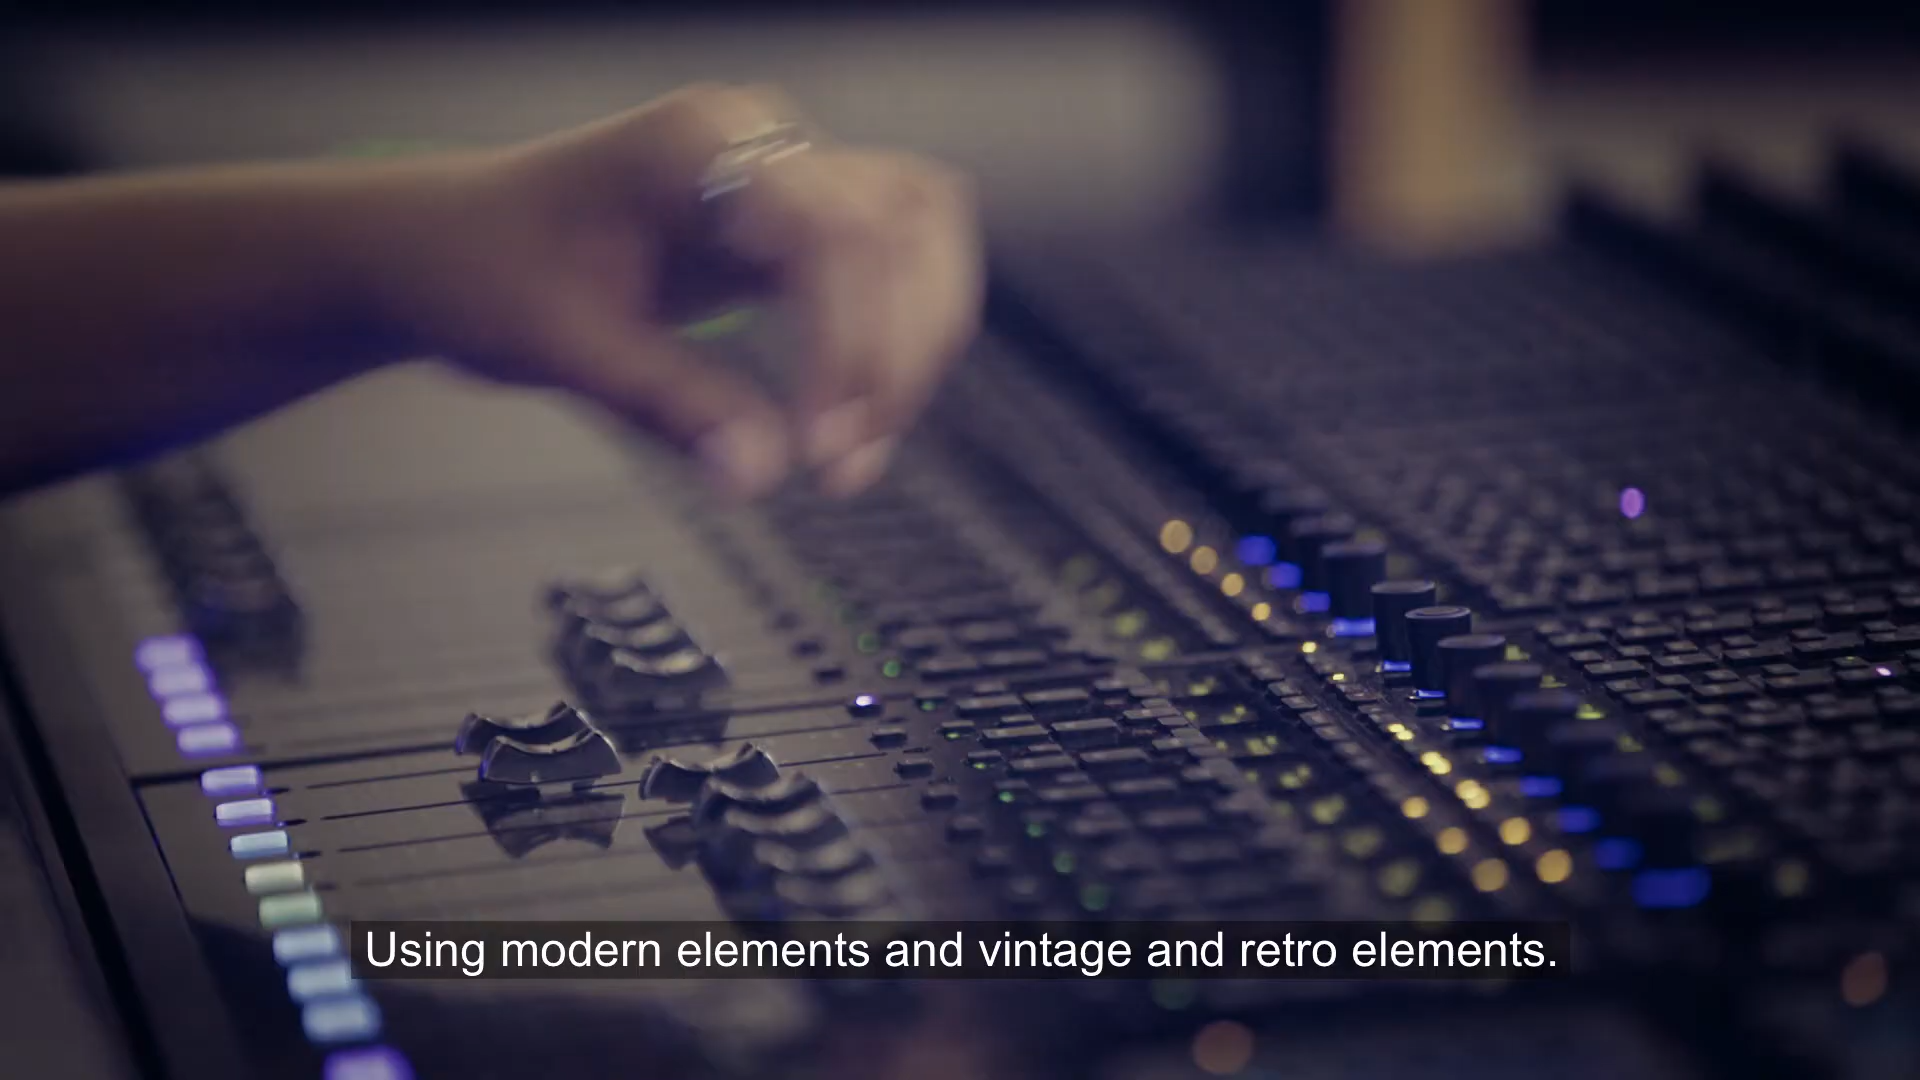 Using modern elements and vintage and retro elements.